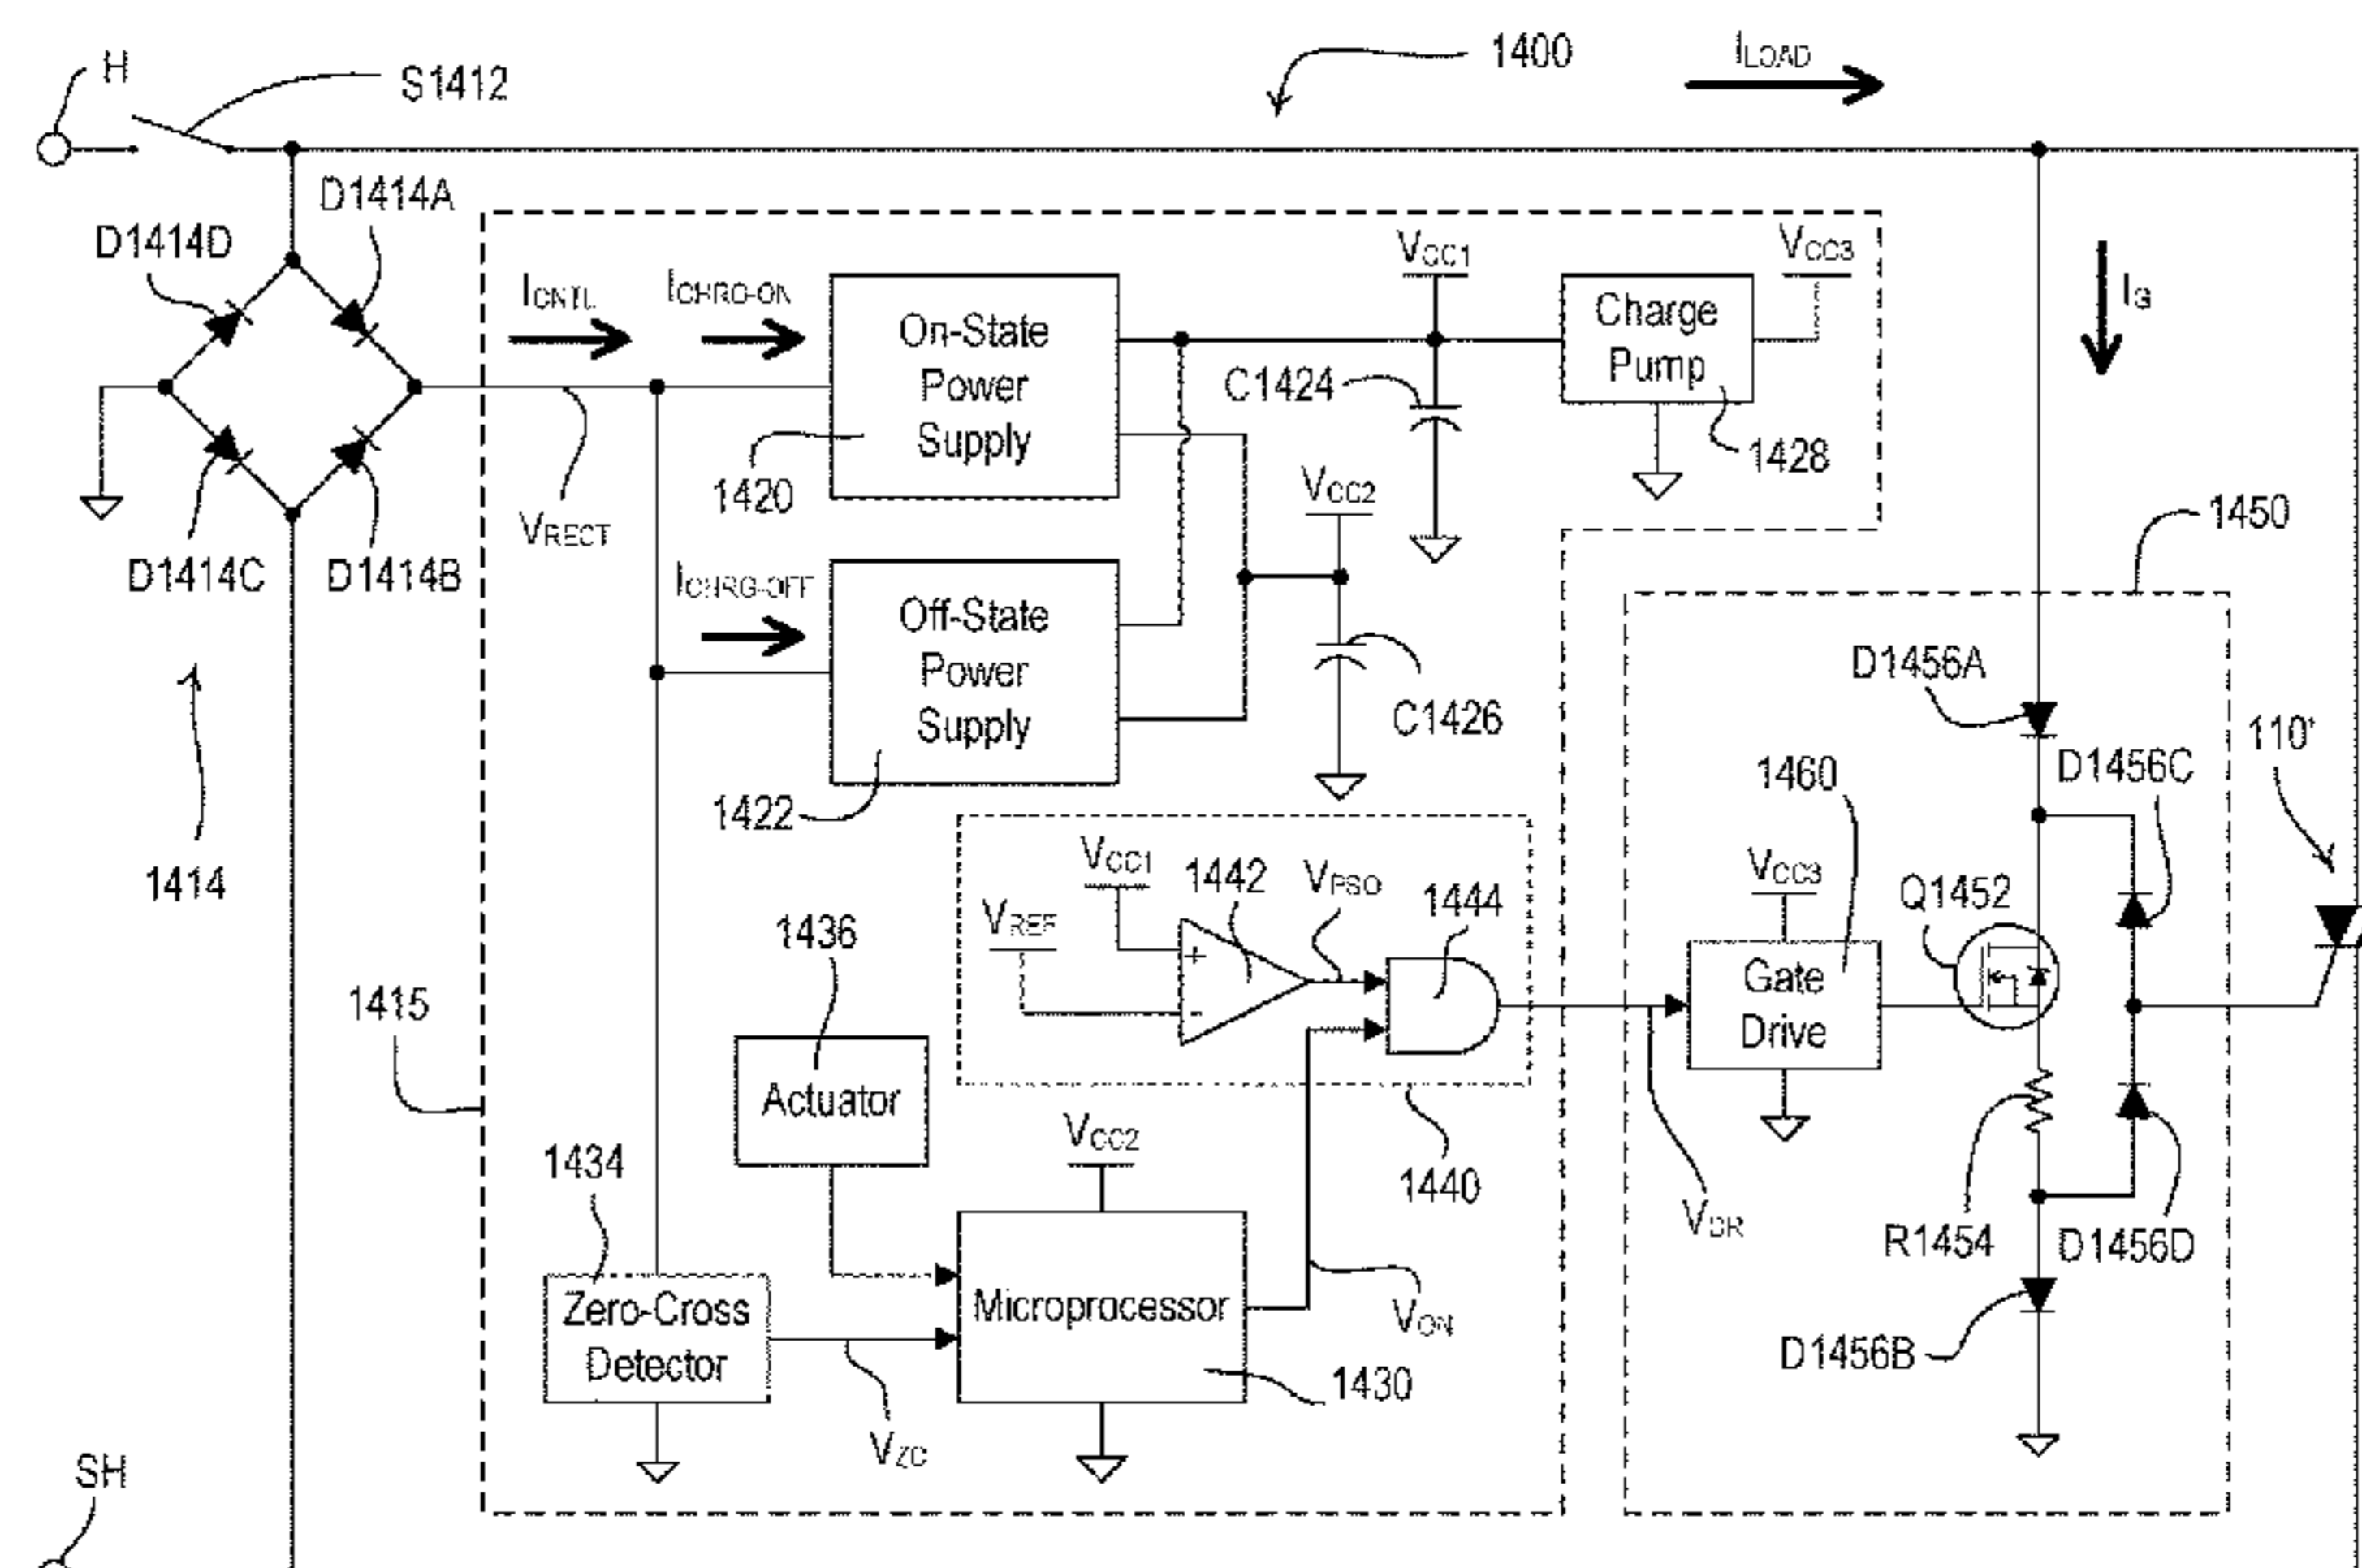 H
S1412
1400
ILOAD
D1414A
D1414D
VCC1
VCC3
ICNTL
ICHRG-ON
IG
On-State
Power
Supply
Charge
Pump
C1424
1420
1428
VCC2
VRECT
1450
D1414C
D1414B
ICHRG-OFF
Off-State
Power
Supply
D1456A
C1426
110'
D1456C
1460
1422
VCC1
1442
VPSO
1444
VCC3
Q1452
1414
VREF
1436
+
-
Gate
Drive
1415
Actuator
VCC2
1440
1434
VDR
R1454
D1456D
Zero-Cross
Detector
Microprocessor
VON
D1456B
1430
VZC
SH